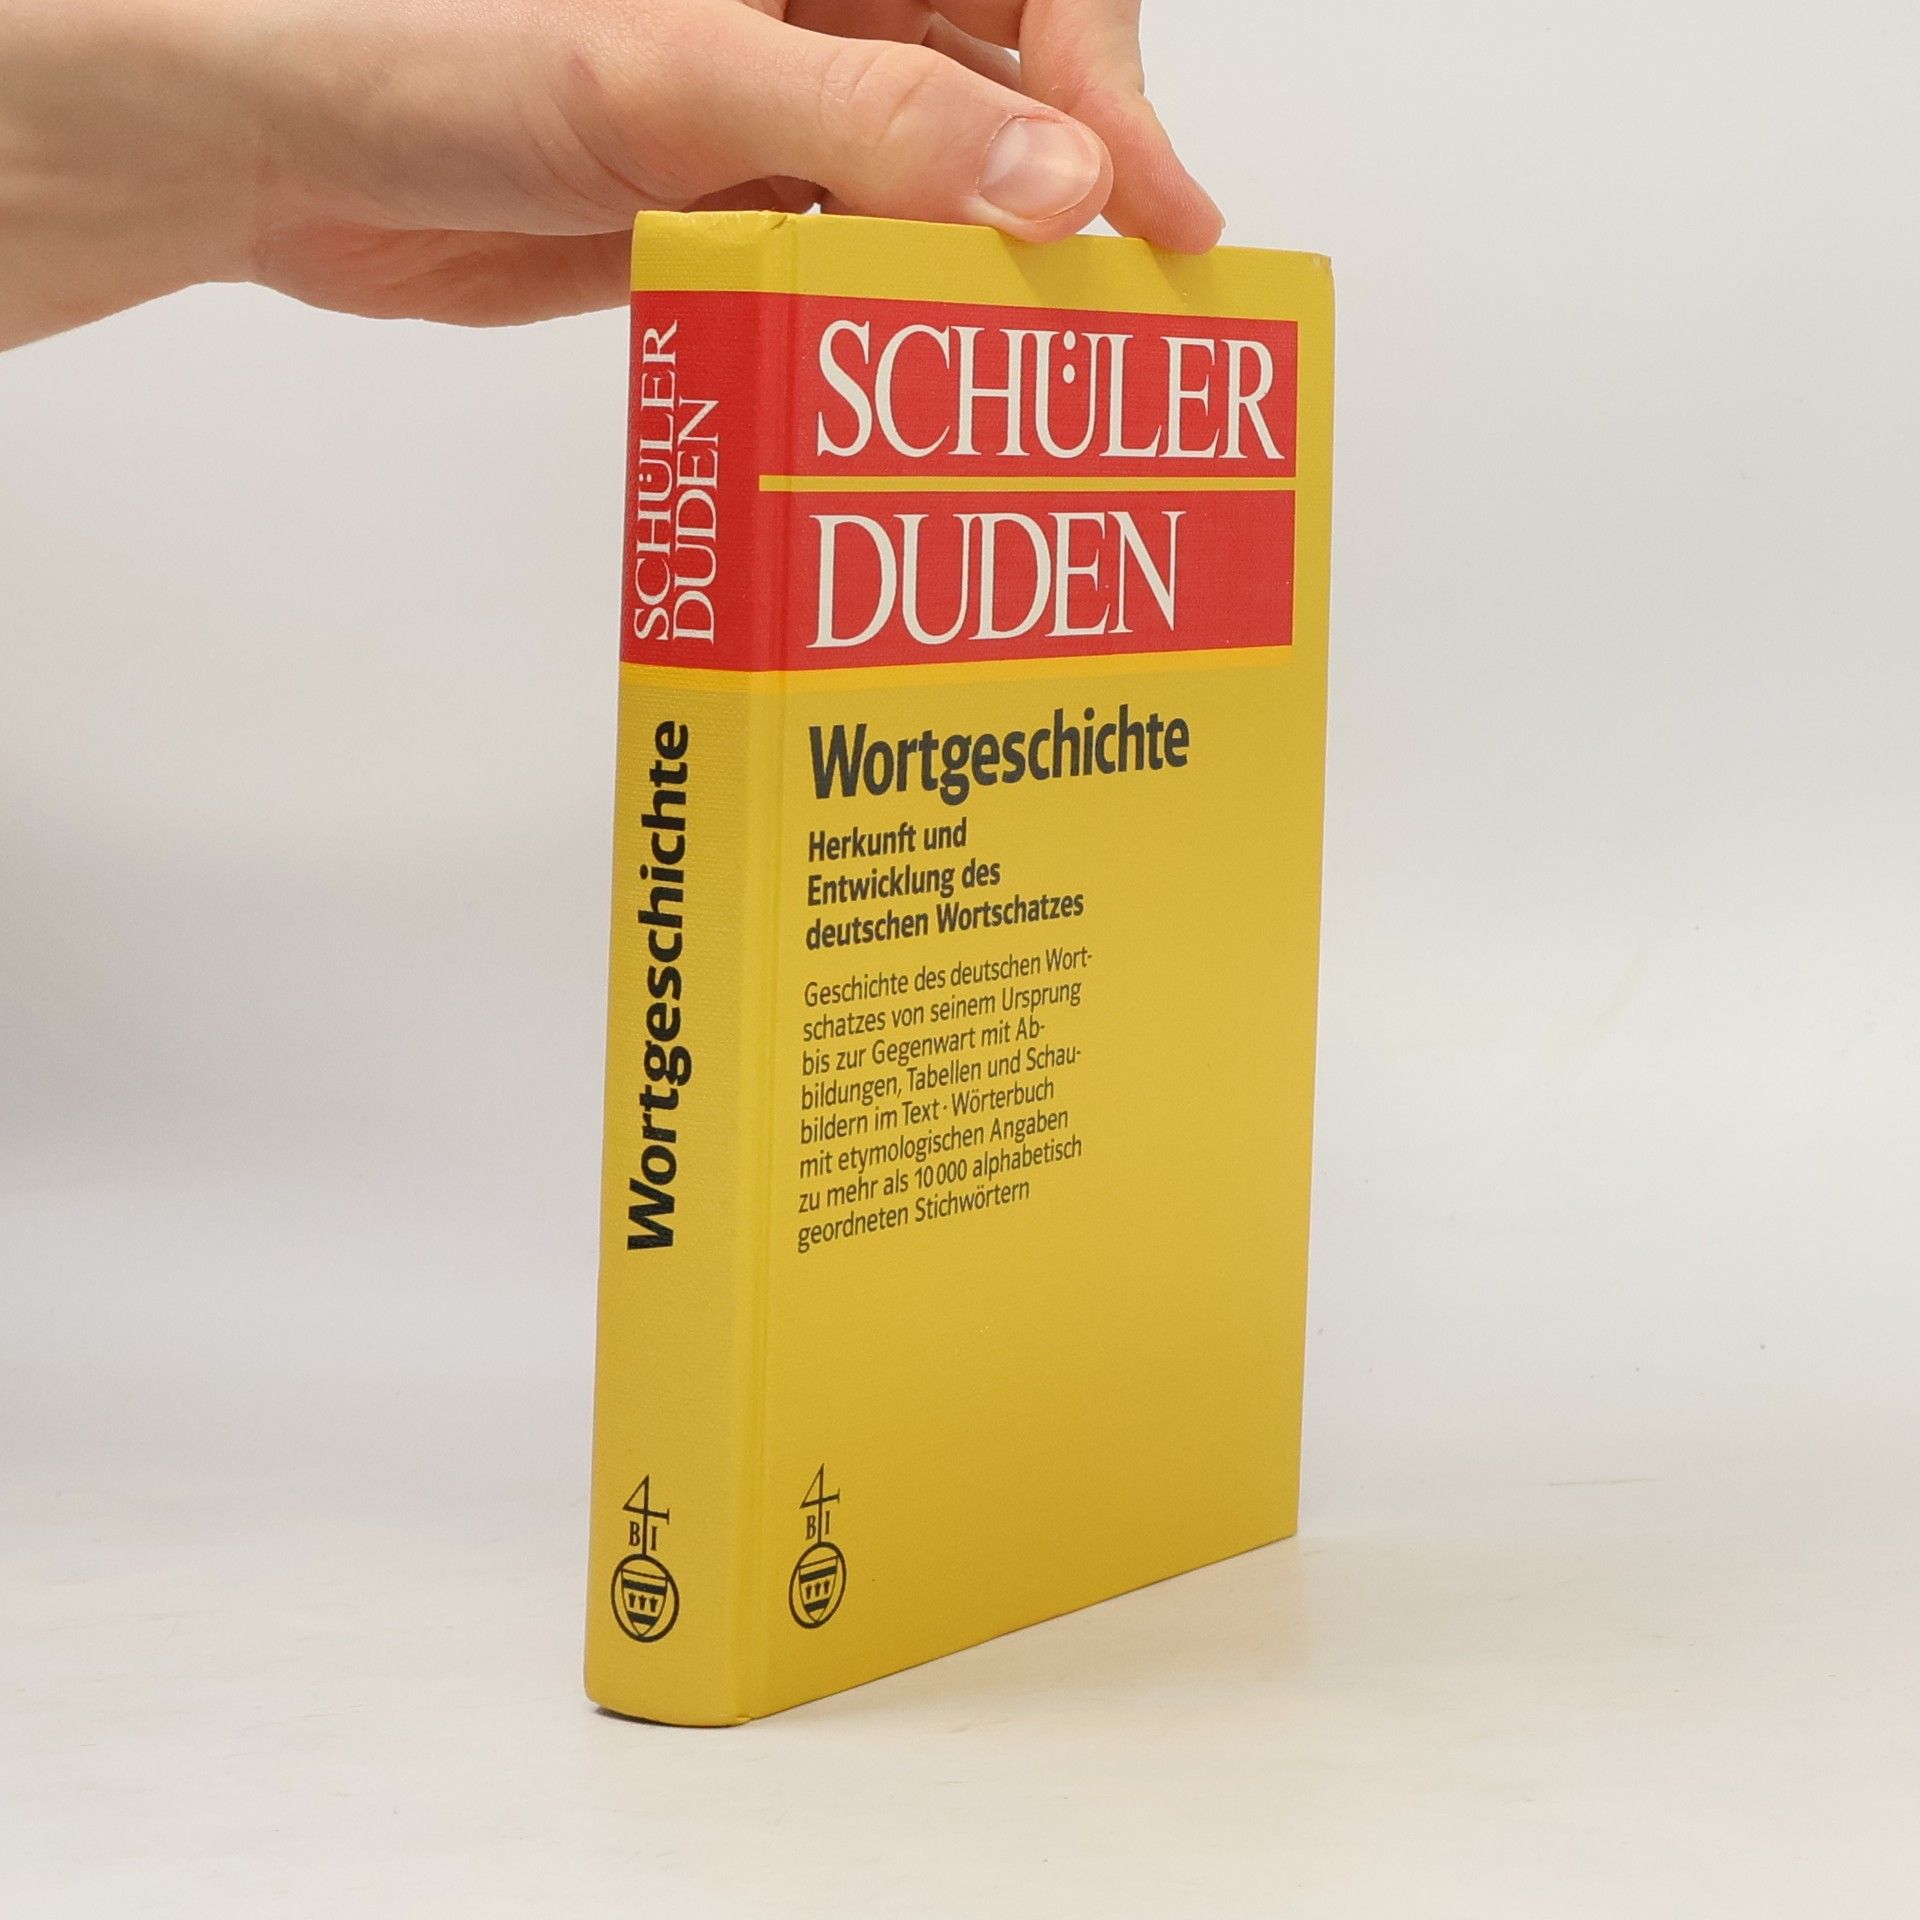 SCHÜLER
DUDEN
Wortgeschichte
4
B I
SCHÜLER
DUDEN
Wortgeschichte
Herkunft und
Entwicklung des
deutschen Wortschatzes
Geschichte des deutschen Wort-
schatzes von seinem Ursprung
bis zur Gegenwart mit Ab-
bildungen, Tabellen und Schau-
bildern im Text · Wörterbuch
mit etymologischen Angaben
zu mehr als 10 000 alphabetisch
geordneten Stichwörtern
4
B I